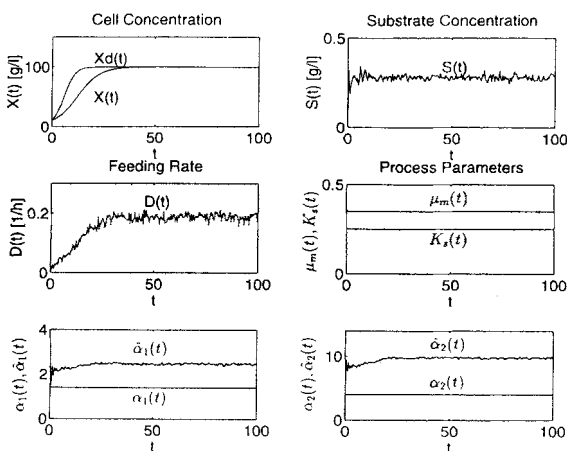 Cell Concentration
X(t) [g/l]
100
0
Xd(t)
X(t)
0 50 100
t
Substrate Concentration
S(t) [g/l]
0.5
0
S(t)
0 50 100
t
Feeding Rate
D(t) [1/h]
0.2
0
D(t)
0 50 100
t
Process Parameters
μₘ(t), Kₛ(t)
0.5
0
μₘ(t)
Kₛ(t)
0 50 100
t
α₁(t), α̂₁(t)
4
2
0
α̂₁(t)
α₁(t)
0 50 100
t
α₂(t), α̂₂(t)
10
0
α̂₂(t)
α₂(t)
0 50 100
t